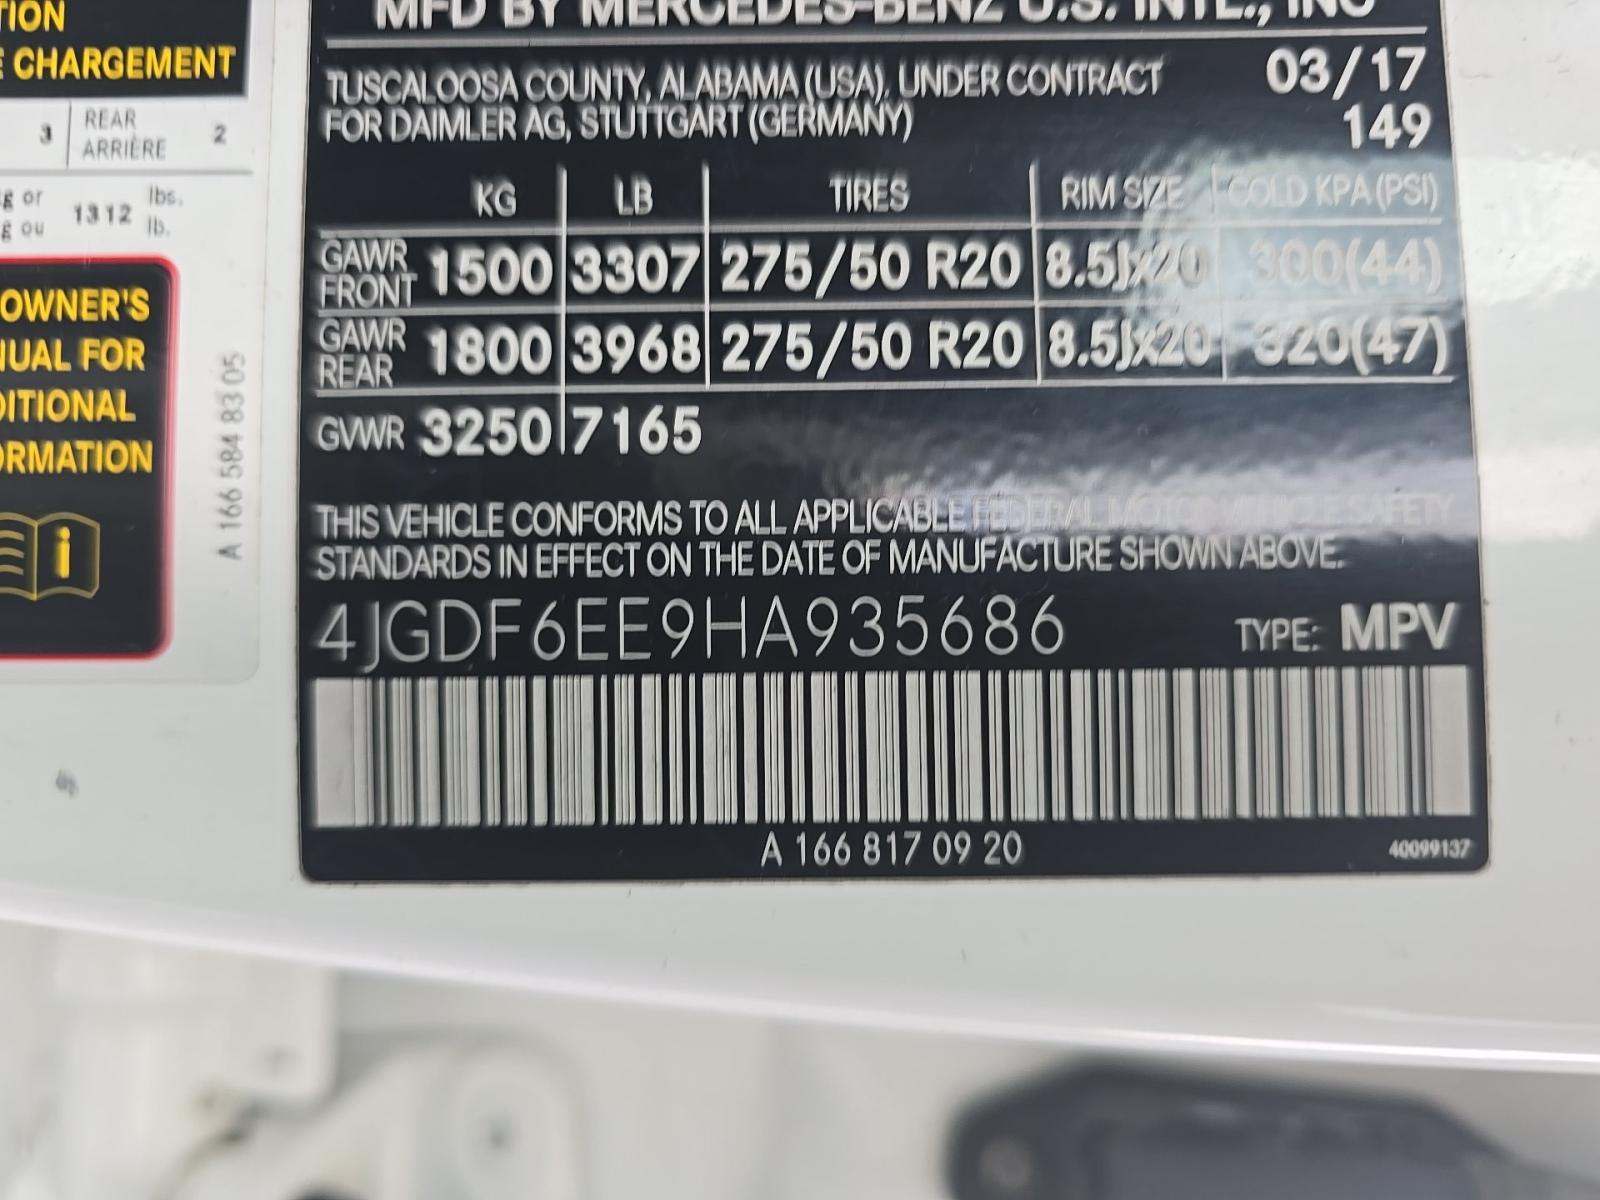 TION
E CHARGEMENT
3 REAR 2
ARRIÈRE
g or 1312 lbs.
g ou lb.
OWNER'S
NUAL FOR
DITIONAL
ORMATION
i
A 166 584 83 05
MFD BY MERCEDES-BENZ U.S. INTL., INC
TUSCALOOSA COUNTY, ALABAMA (USA), UNDER CONTRACT 03/17
FOR DAIMLER AG, STUTTGART (GERMANY) 149
KG LB TIRES RIM SIZE COLD KPA (PSI)
GAWR FRONT 1500 3307 275/50 R20 8.5Jx20 300(44)
GAWR REAR 1800 3968 275/50 R20 8.5Jx20 320(47)
GVWR 3250 7165
THIS VEHICLE CONFORMS TO ALL APPLICABLE FEDERAL MOTOR VEHICLE SAFETY
STANDARDS IN EFFECT ON THE DATE OF MANUFACTURE SHOWN ABOVE.
4JGDF6EE9HA935686 TYPE: MPV
A 166 817 09 20 40099137